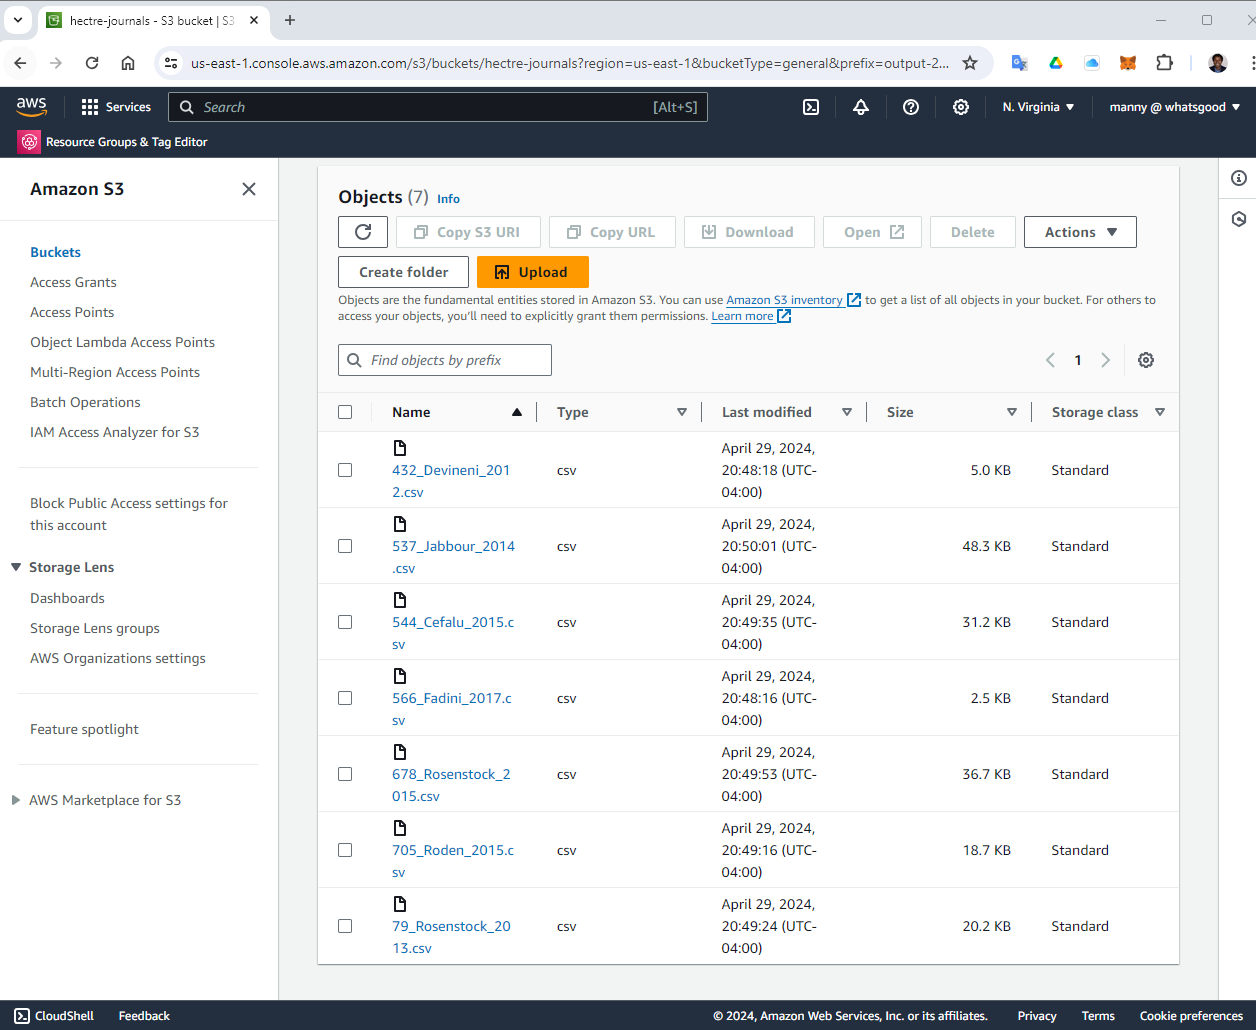 hectre-journals - S3 bucket | S3
us-east-1.console.aws.amazon.com/s3/buckets/hectre-journals?region=us-east-1&bucketType=general&prefix=output-2...
aws
Services
Search
[Alt+S]
N. Virginia
manny @ whatsgood
Resource Groups & Tag Editor
Amazon S3
Buckets
Access Grants
Access Points
Object Lambda Access Points
Multi-Region Access Points
Batch Operations
IAM Access Analyzer for S3
Block Public Access settings for
this account
Storage Lens
Dashboards
Storage Lens groups
AWS Organizations settings
Feature spotlight
AWS Marketplace for S3
Objects (7) Info
Copy S3 URI
Copy URL
Download
Open
Delete
Actions
Create folder
Upload
Objects are the fundamental entities stored in Amazon S3. You can use Amazon S3 inventory to get a list of all objects in your bucket. For others to
access your objects, you'll need to explicitly grant them permissions. Learn more
Find objects by prefix
1
Name Type Last modified Size Storage class
April 29, 2024,
432_Devineni_201 csv 20:48:18 (UTC- 5.0 KB Standard
2.csv 04:00)
April 29, 2024,
537_Jabbour_2014 csv 20:50:01 (UTC- 48.3 KB Standard
.csv 04:00)
April 29, 2024,
544_Cefalu_2015.c csv 20:49:35 (UTC- 31.2 KB Standard
sv 04:00)
April 29, 2024,
566_Fadini_2017.c csv 20:48:16 (UTC- 2.5 KB Standard
sv 04:00)
April 29, 2024,
678_Rosenstock_2 csv 20:49:53 (UTC- 36.7 KB Standard
015.csv 04:00)
April 29, 2024,
705_Roden_2015.c csv 20:49:16 (UTC- 18.7 KB Standard
sv 04:00)
April 29, 2024,
79_Rosenstock_20 csv 20:49:24 (UTC- 20.2 KB Standard
13.csv 04:00)
CloudShell
Feedback
© 2024, Amazon Web Services, Inc. or its affiliates.
Privacy
Terms
Cookie preferences